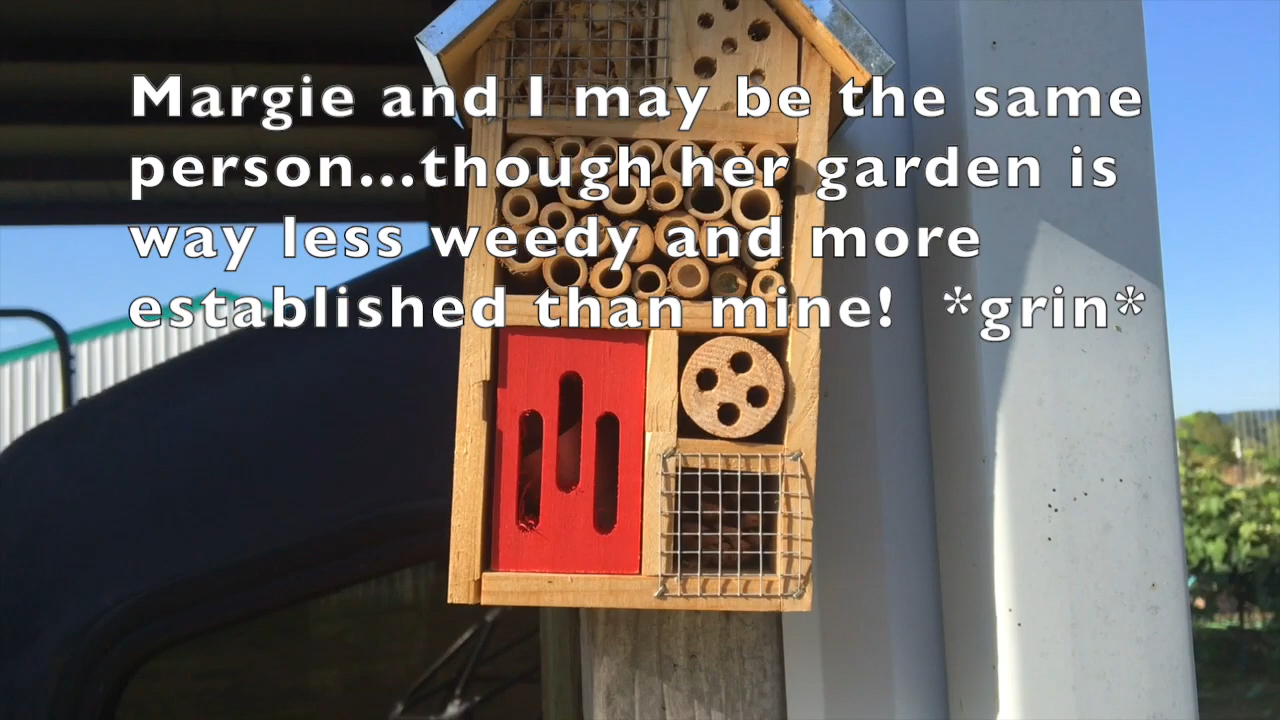 Margie and I may be the same
person...though her garden is
way less weedy and more
established than mine!  *grin*